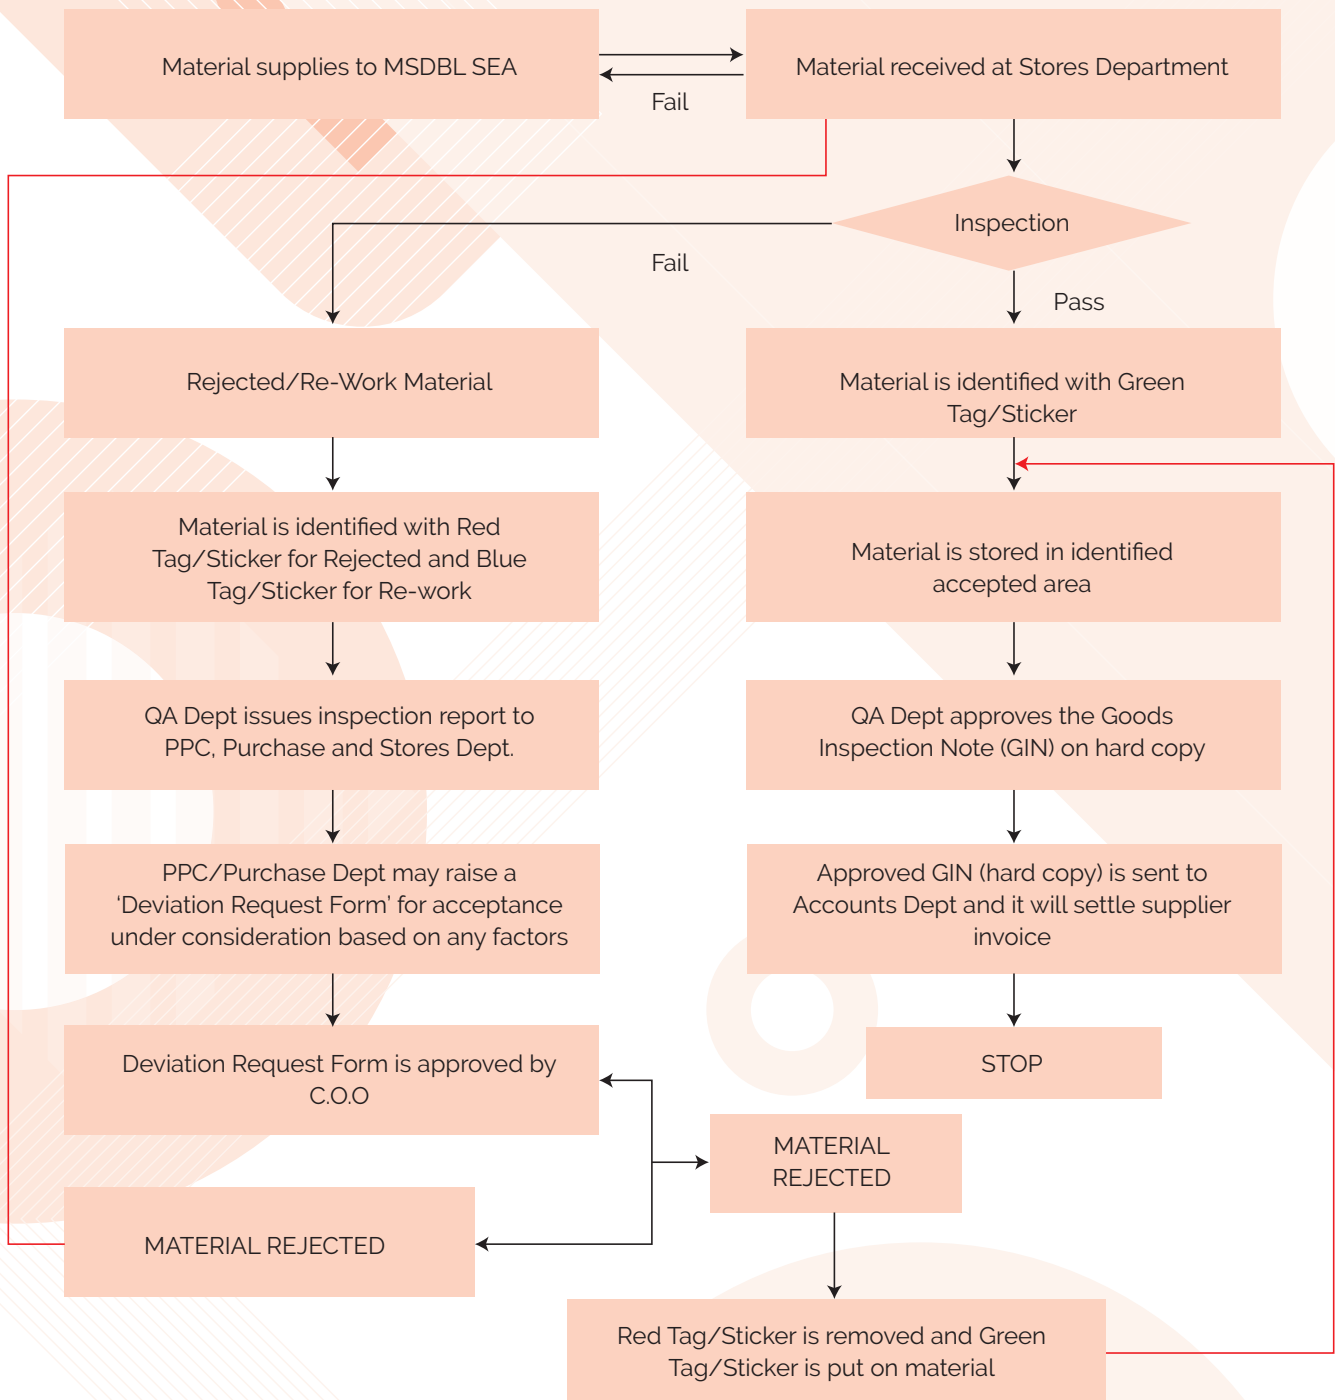 Material supplies to MSDBL SEA
Material received at Stores Department
Fail
Inspection
Fail
Pass
Rejected/Re-Work Material
Material is identified with Green
Tag/Sticker
Material is identified with Red
Tag/Sticker for Rejected and Blue
Tag/Sticker for Re-work
Material is stored in identified
accepted area
QA Dept issues inspection report to
PPC, Purchase and Stores Dept.
QA Dept approves the Goods
Inspection Note (GIN) on hard copy
PPC/Purchase Dept may raise a
‘Deviation Request Form’ for acceptance
under consideration based on any factors
Approved GIN (hard copy) is sent to
Accounts Dept and it will settle supplier
invoice
Deviation Request Form is approved by
C.O.O
STOP
MATERIAL
REJECTED
MATERIAL REJECTED
Red Tag/Sticker is removed and Green
Tag/Sticker is put on material